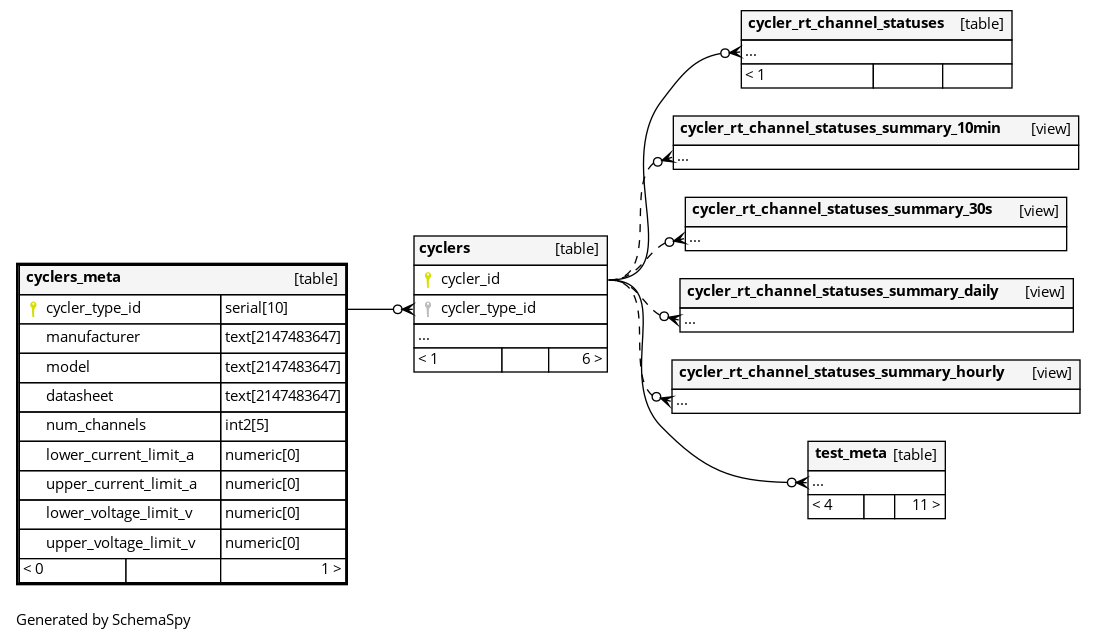 cycler_rt_channel_statuses [table]
...
< 1
cycler_rt_channel_statuses_summary_10min [view]
...
cycler_rt_channel_statuses_summary_30s [view]
...
cyclers [table]
cycler_id
cycler_type_id
...
< 1 6 >
cycler_rt_channel_statuses_summary_daily [view]
...
cycler_rt_channel_statuses_summary_hourly [view]
...
test_meta [table]
...
< 4 11 >
cyclers_meta [table]
cycler_type_id serial[10]
manufacturer text[2147483647]
model text[2147483647]
datasheet text[2147483647]
num_channels int2[5]
lower_current_limit_a numeric[0]
upper_current_limit_a numeric[0]
lower_voltage_limit_v numeric[0]
upper_voltage_limit_v numeric[0]
< 0 1 >
Generated by SchemaSpy